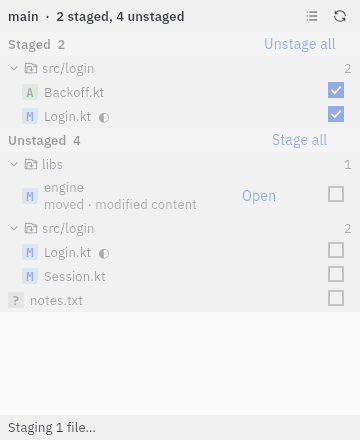 main · 2 staged, 4 unstaged
Staged 2 Unstage all
src/login 2
A Backoff.kt
M Login.kt
Unstaged 4 Stage all
libs 1
M engine
moved · modified content Open
src/login 2
M Login.kt
M Session.kt
? notes.txt
Staging 1 file…